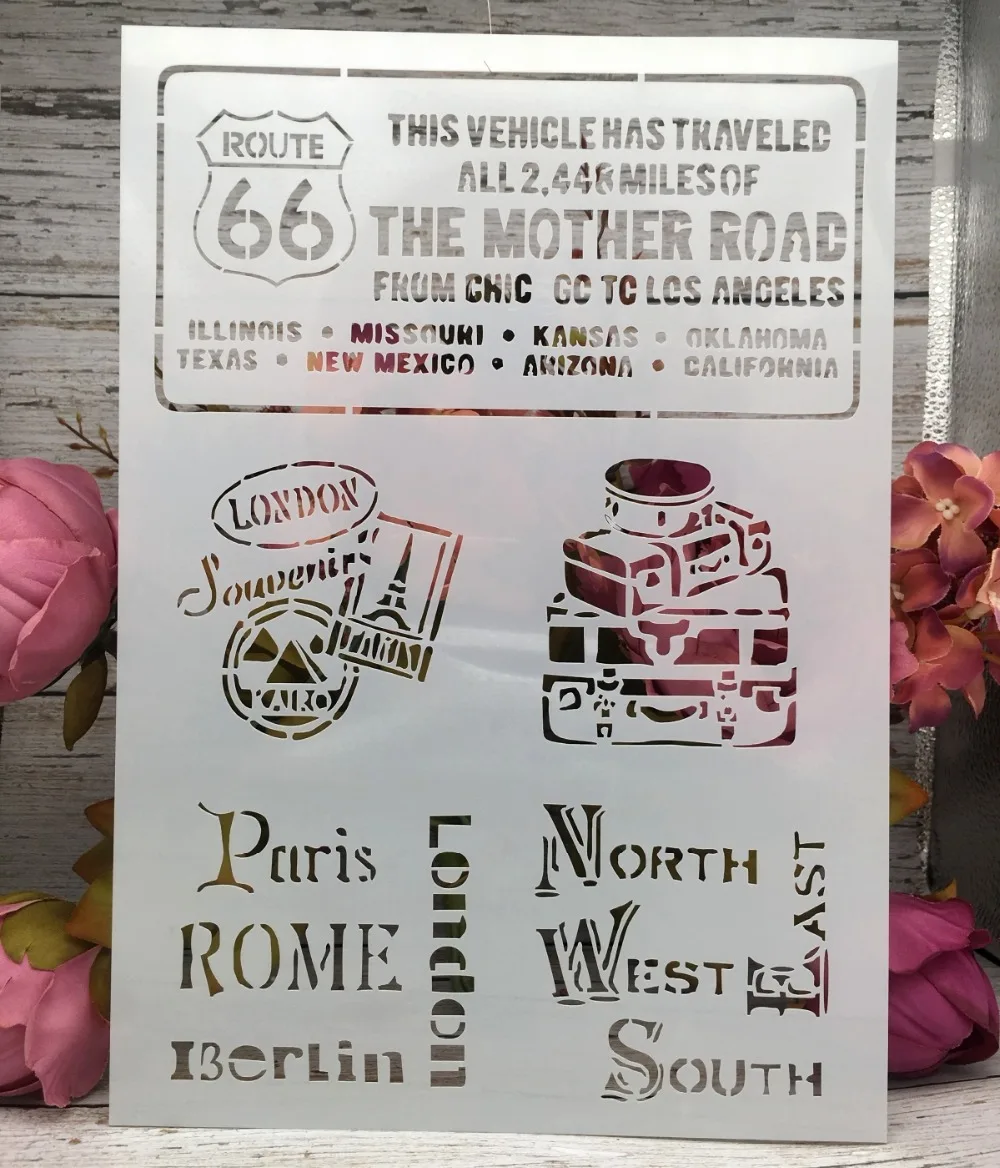 ROUTE
66
THIS VEHICLE HAS TRAVELED
ALL 2,448 MILES OF
THE MOTHER ROAD
FROM CHIC GO TO LOS ANGELES
ILLINOIS • MISSOURI • KANSAS • OKLAHOMA
TEXAS • NEW MEXICO • ARIZONA • CALIFORNIA
LONDON
Souvenir
PARIS
CAIRO
Paris
ROME
Berlin
London
NORTH
WEST
EAST
SOUTH